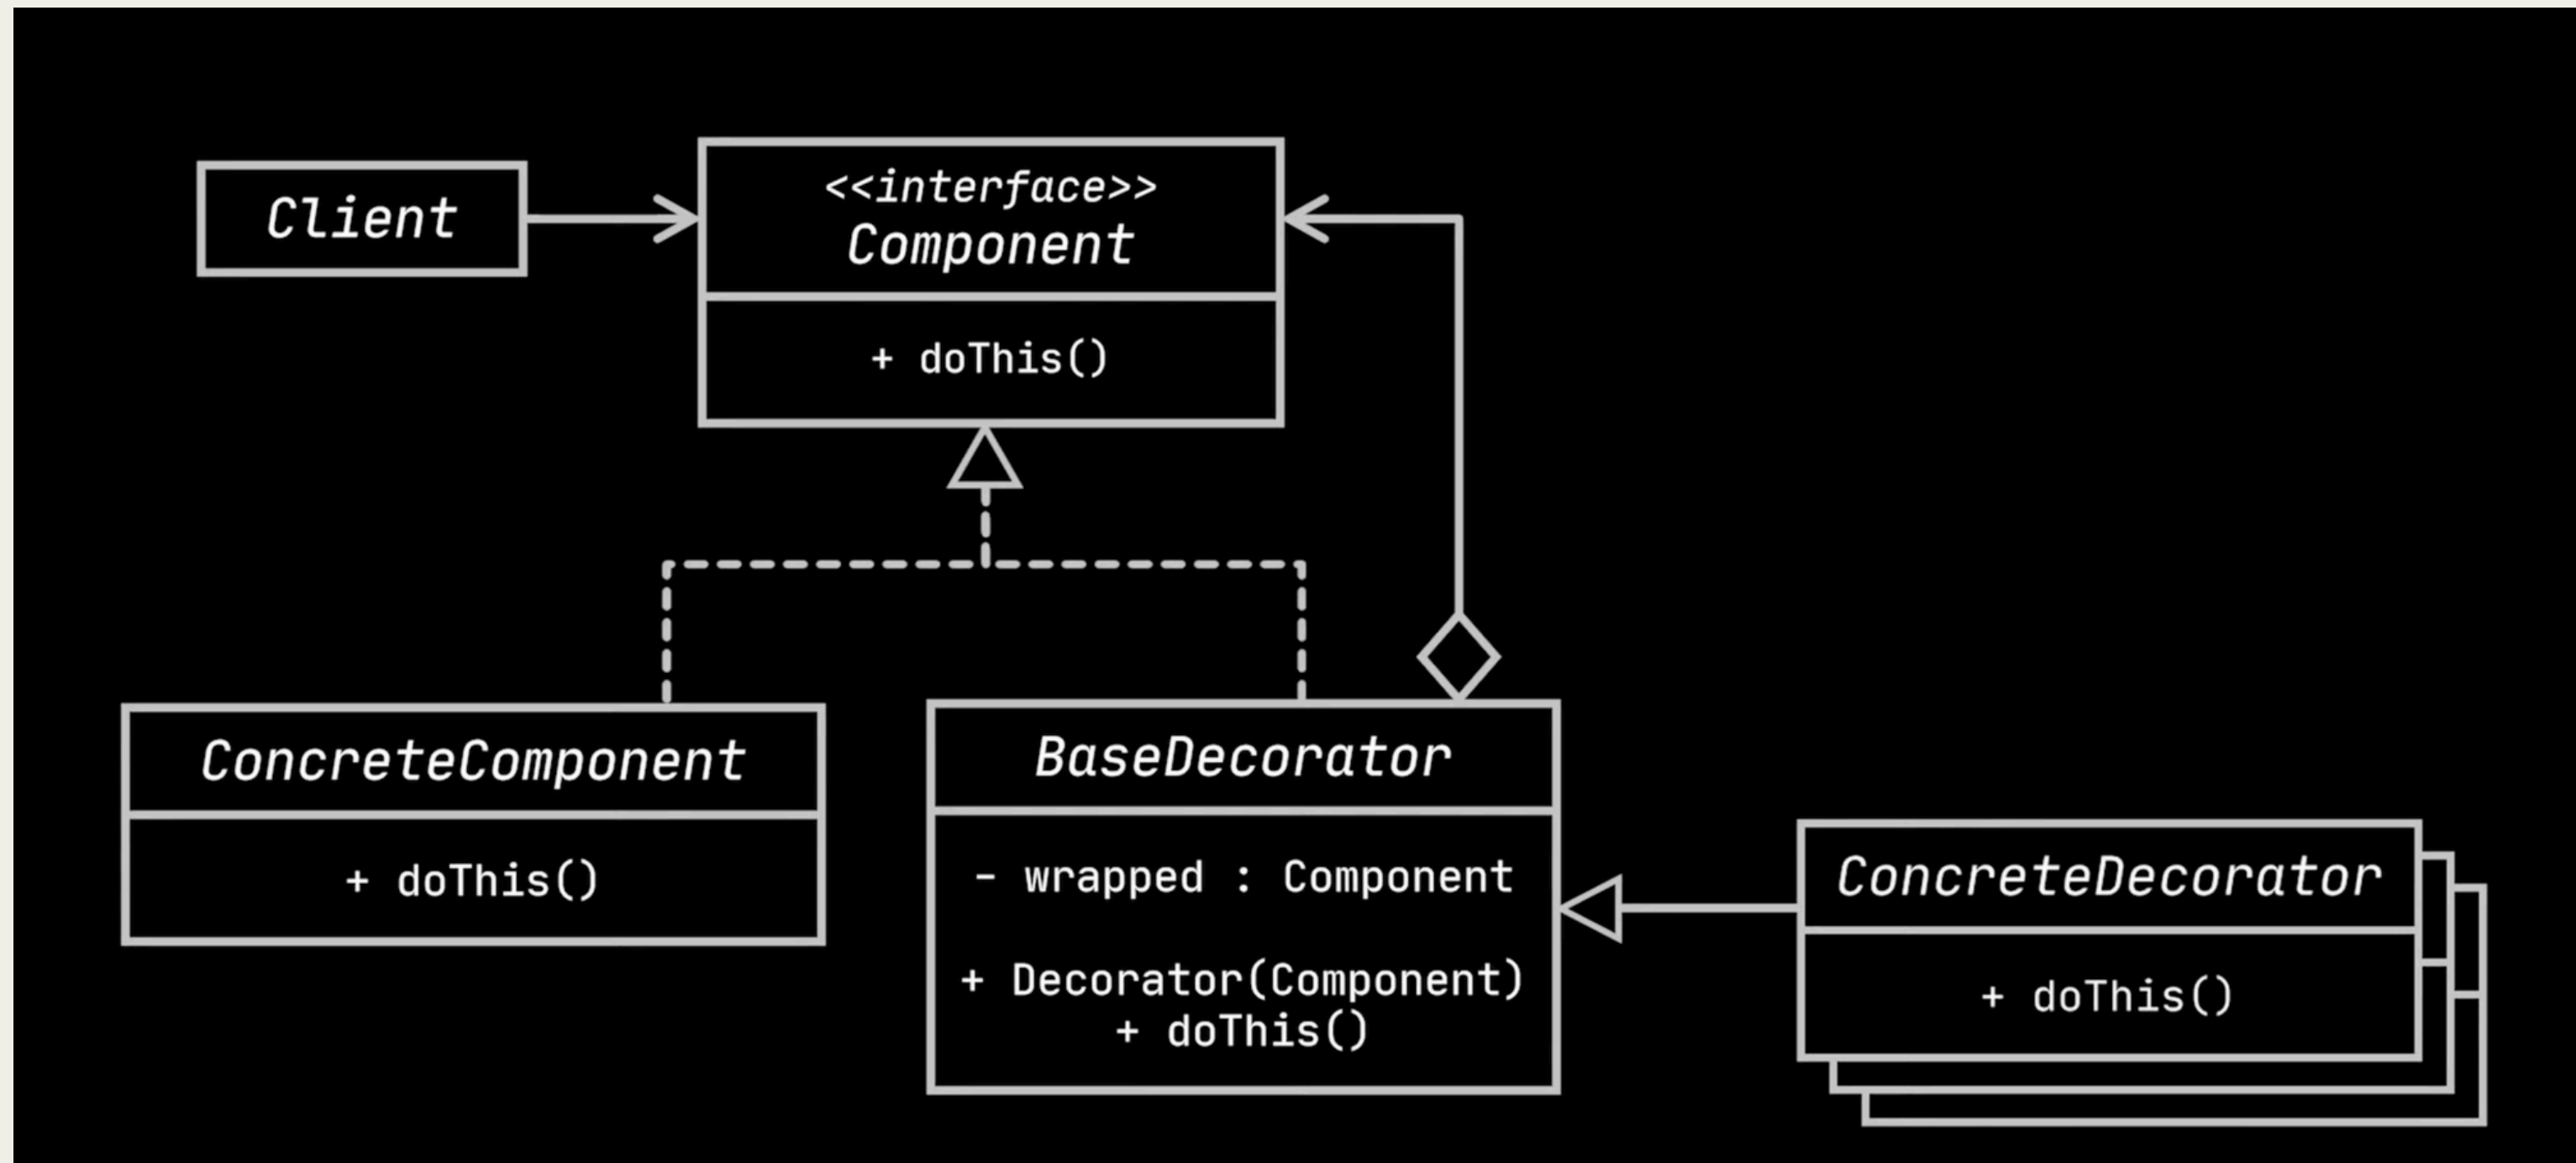 Client
<<interface>>
Component
+ doThis()
ConcreteComponent
+ doThis()
BaseDecorator
- wrapped : Component
+ Decorator(Component)
+ doThis()
ConcreteDecorator
+ doThis()